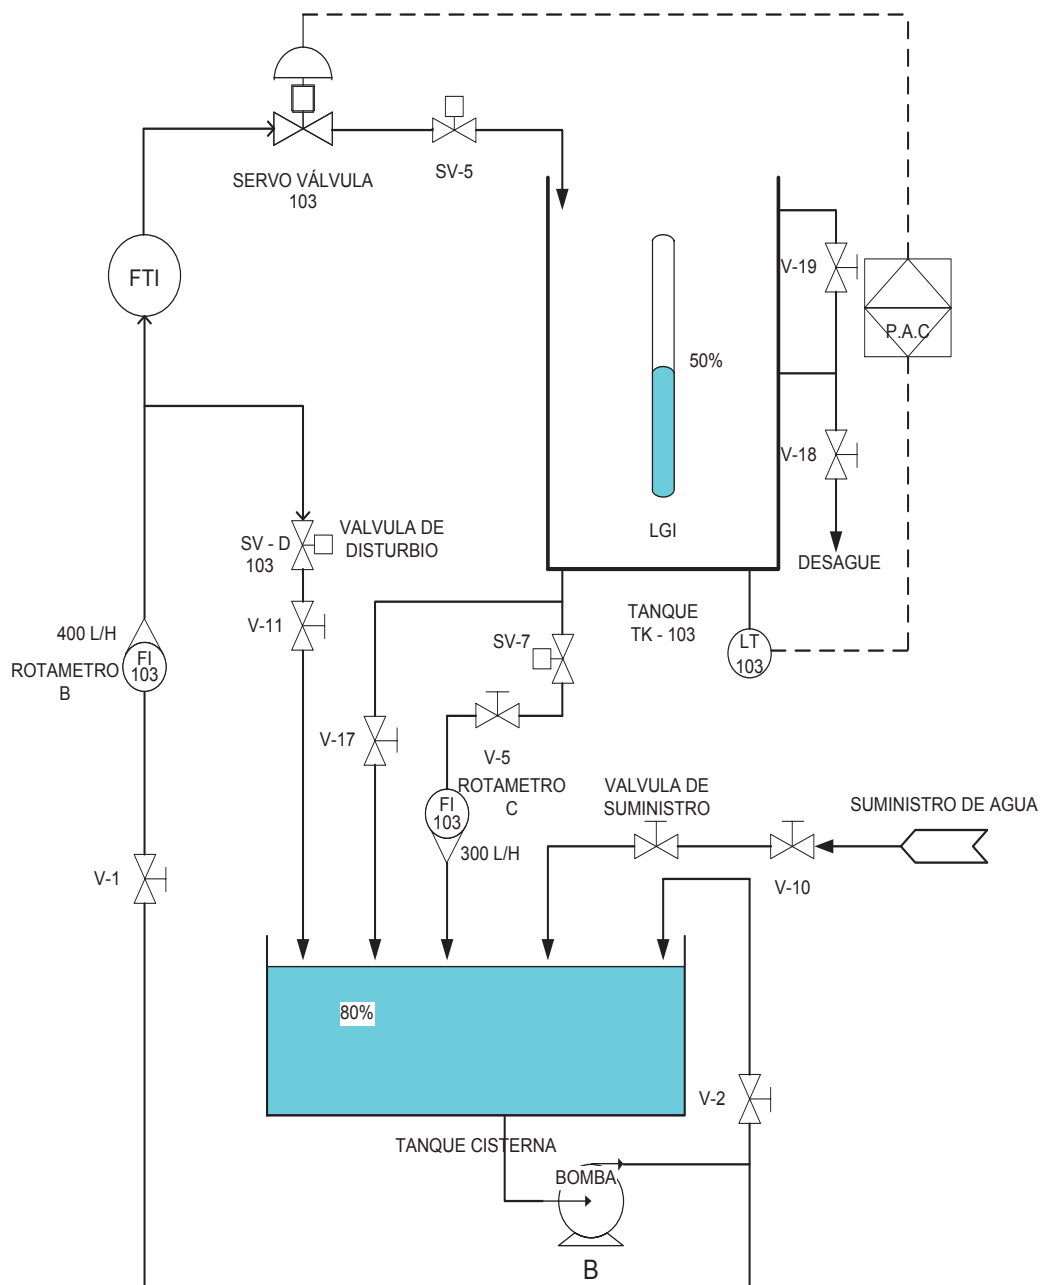 SERVO VÁLVULA
103
SV-5
FTI
V-19
P.A.C
50%
V-18
LGI
DESAGUE
SV - D
103
VALVULA DE
DISTURBIO
V-11
400 L/H
ROTAMETRO
B
FI
103
TANQUE
TK - 103
LT
103
SV-7
V-17
V-5
ROTAMETRO
C
FI
103
300 L/H
VALVULA DE
SUMINISTRO
SUMINISTRO DE AGUA
V-10
V-1
80%
V-2
TANQUE CISTERNA
BOMBA
B